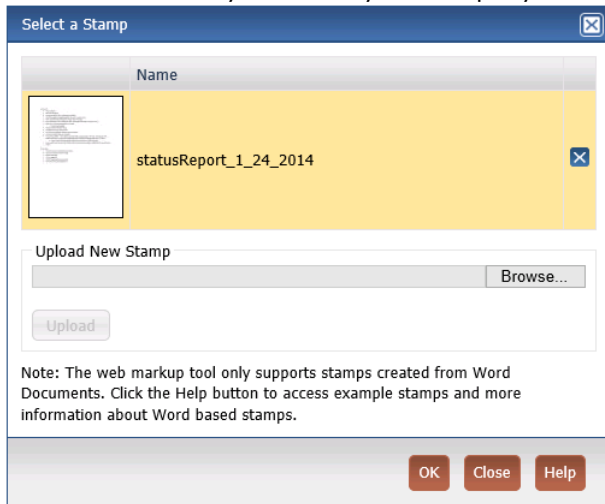 Select a Stamp
Name
statusReport_1_24_2014
Upload New Stamp
Browse...
Upload
Note: The web markup tool only supports stamps created from Word
Documents. Click the Help button to access example stamps and more
information about Word based stamps.
OK Close Help